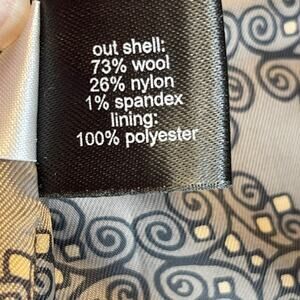 out shell:
73% wool
26% nylon
1% spandex
lining:
100% polyester